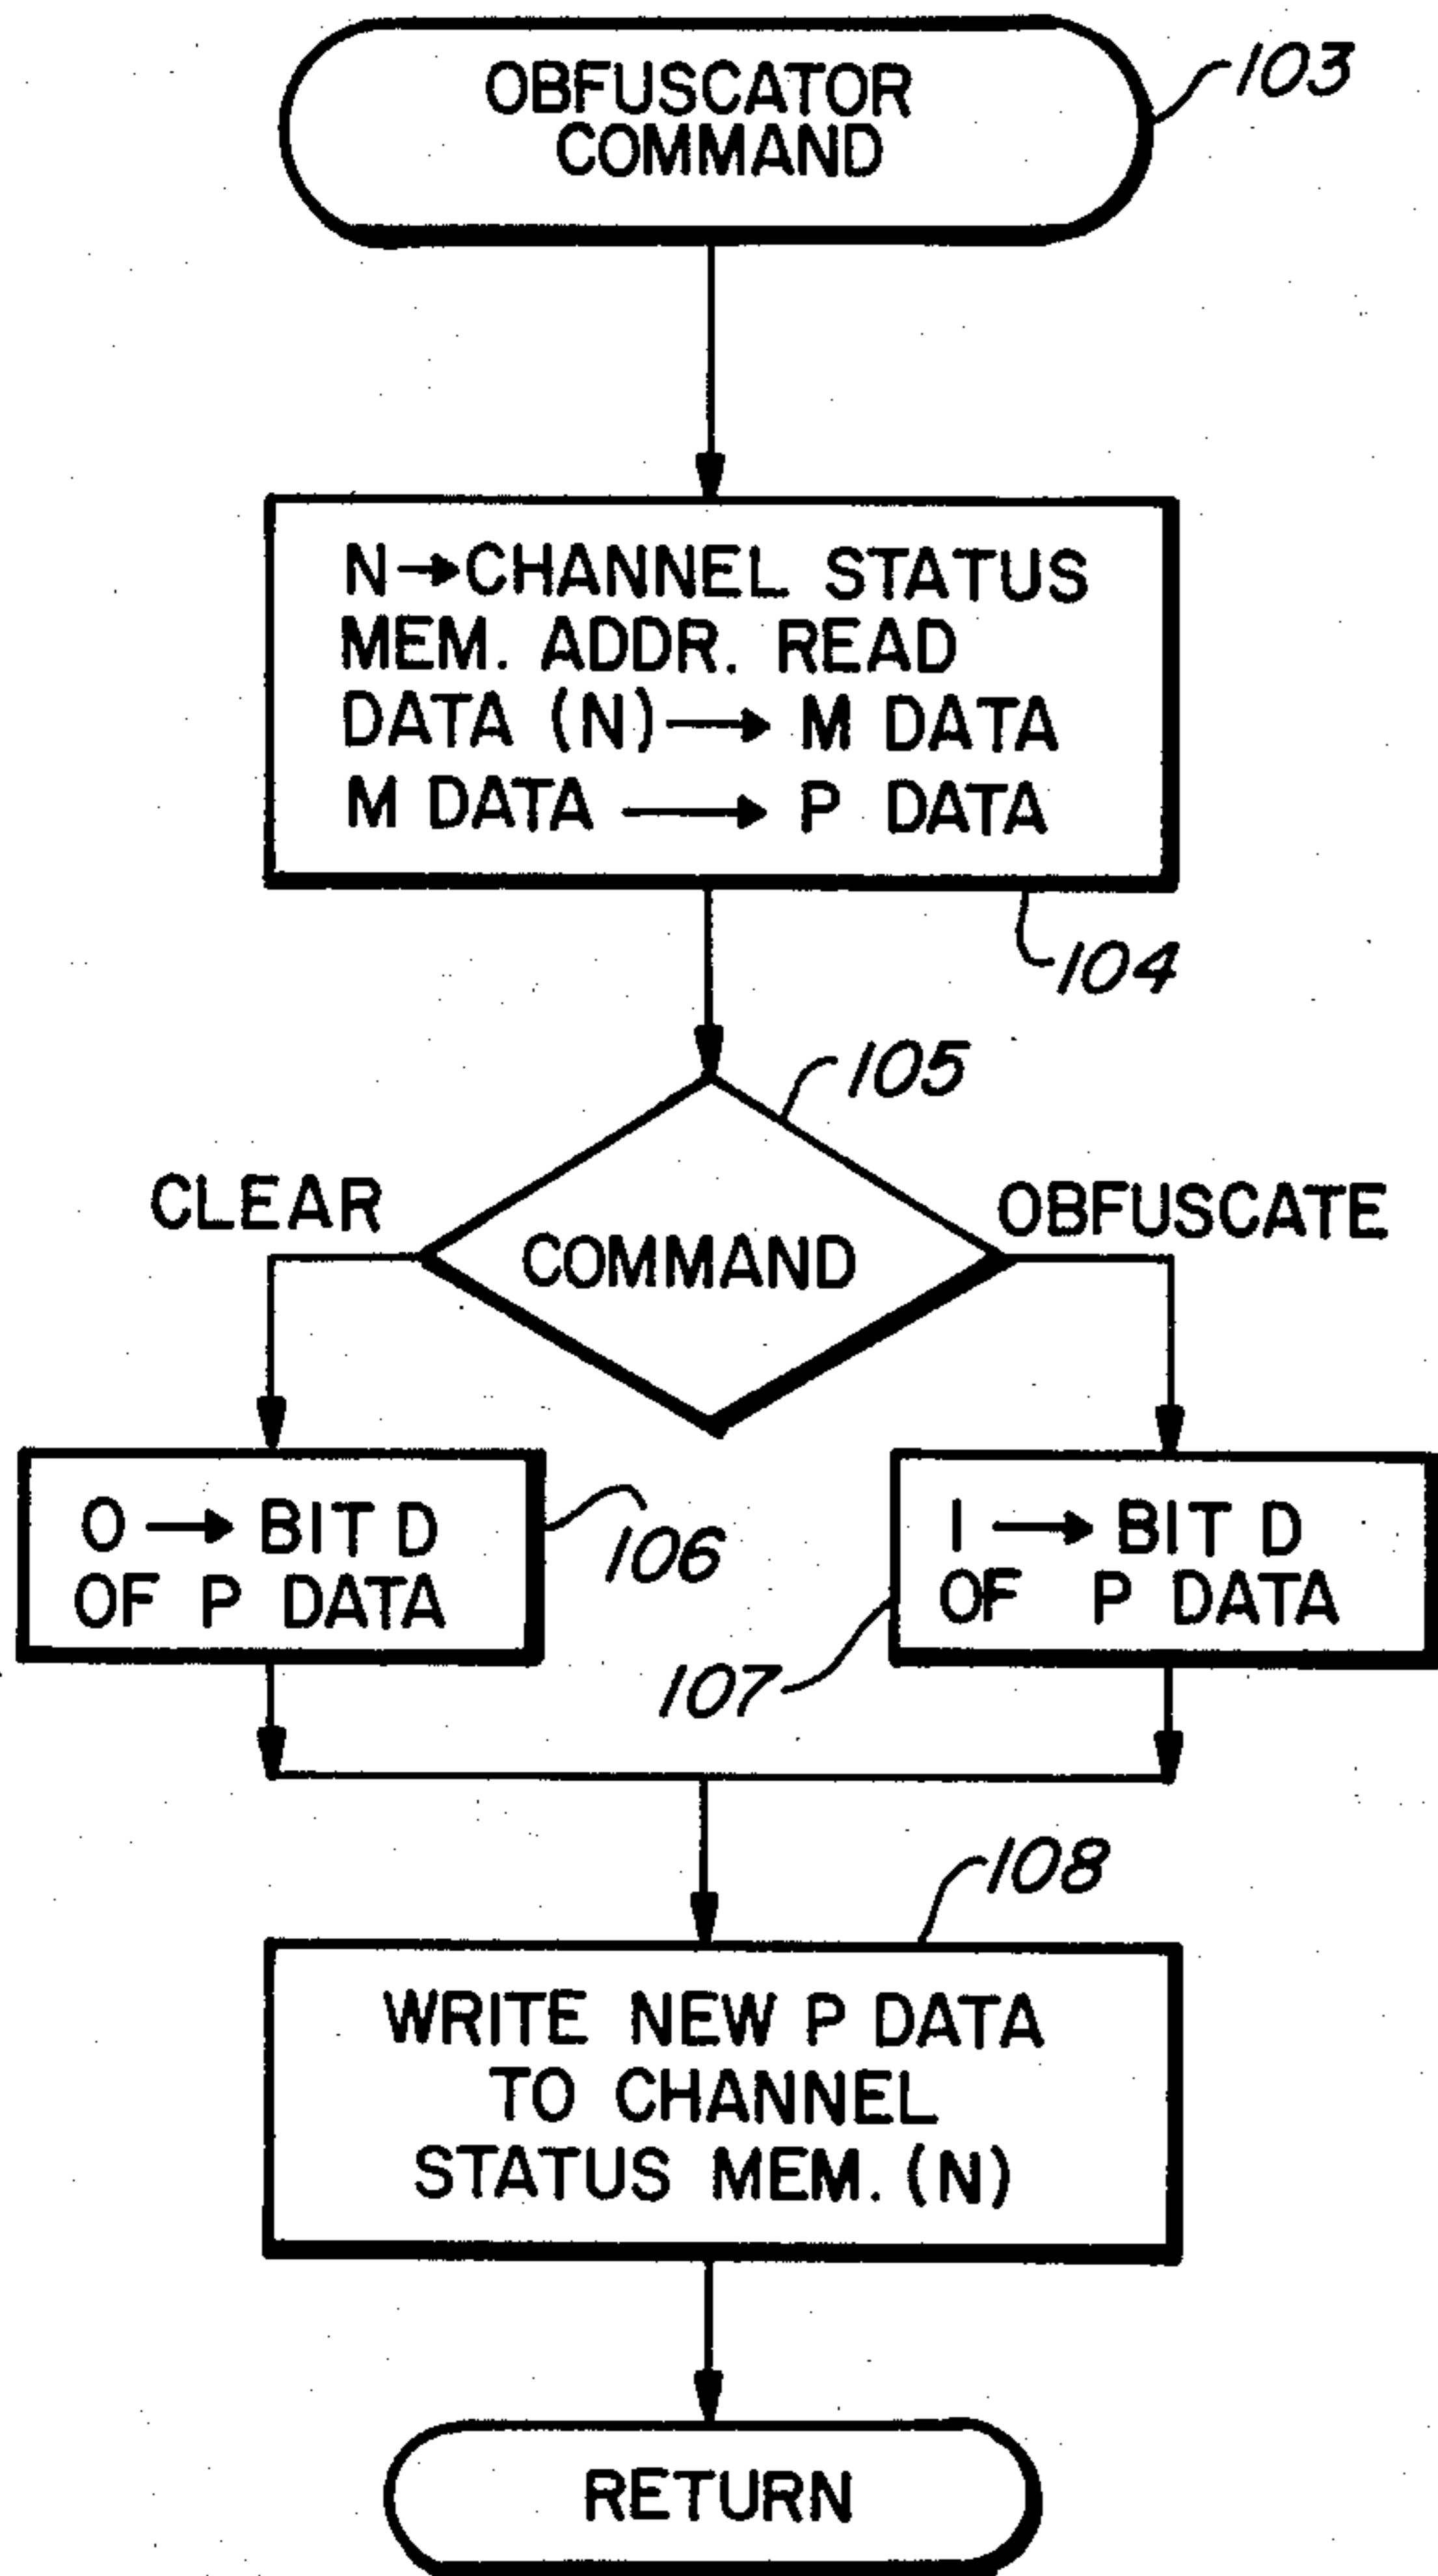 OBFUSCATOR
COMMAND
103
N→CHANNEL STATUS
MEM. ADDR. READ
DATA (N)→ M DATA
M DATA → P DATA
104
105
CLEAR
OBFUSCATE
COMMAND
0 → BIT D
OF P DATA
106
1 → BIT D
OF P DATA
107
108
WRITE NEW P DATA
TO CHANNEL
STATUS MEM. (N)
RETURN